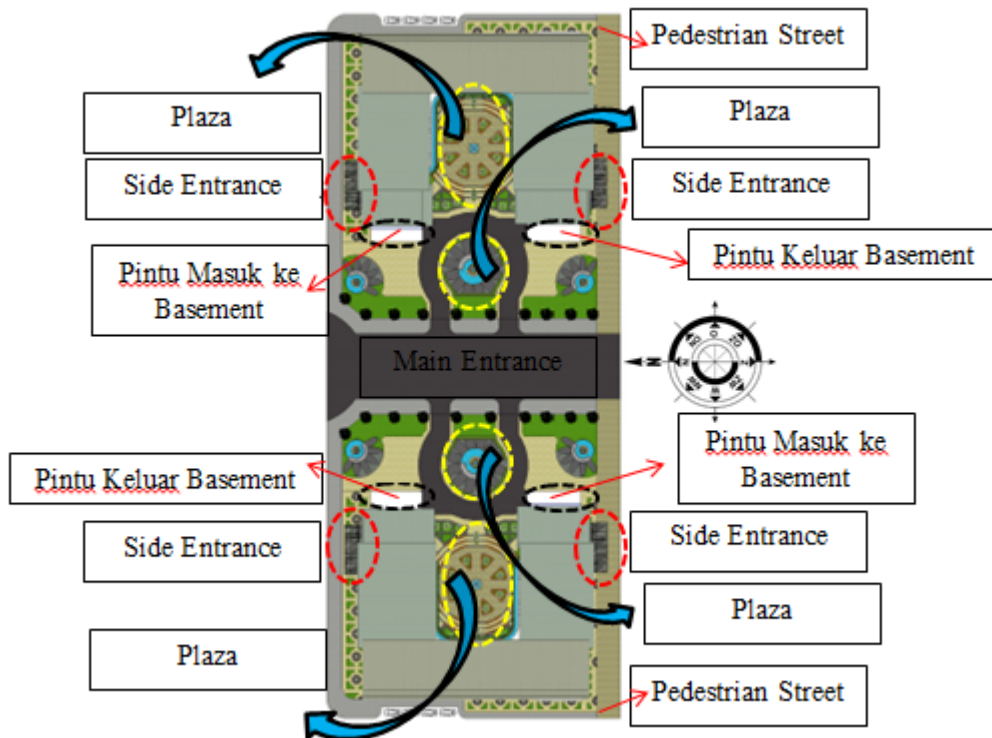 Pedestrian Street
Plaza
Plaza
Side Entrance
Side Entrance
Pintu Keluar Basement
Pintu Masuk ke
Basement
Main Entrance
N
Pintu Masuk ke
Basement
Pintu Keluar Basement
Side Entrance
Side Entrance
Plaza
Plaza
Pedestrian Street